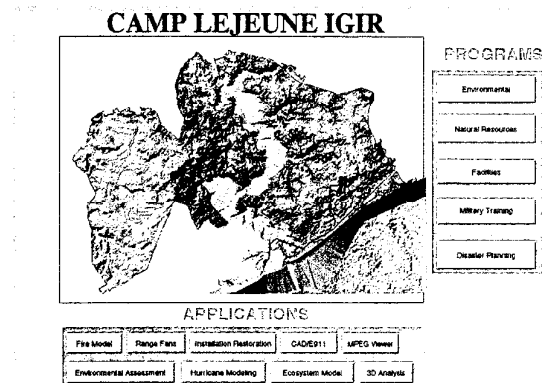 CAMP LEJEUNE IGIR
PROGRAMS
Environmental
Natural Resources
Facilities
Military Training
Disaster Planning
APPLICATIONS
Fire Model Range Fans Installation Restoration CAD/E911 MPEG Viewer
Environmental Assessment Hurricane Modeling Ecosystem Model 3D Analysis